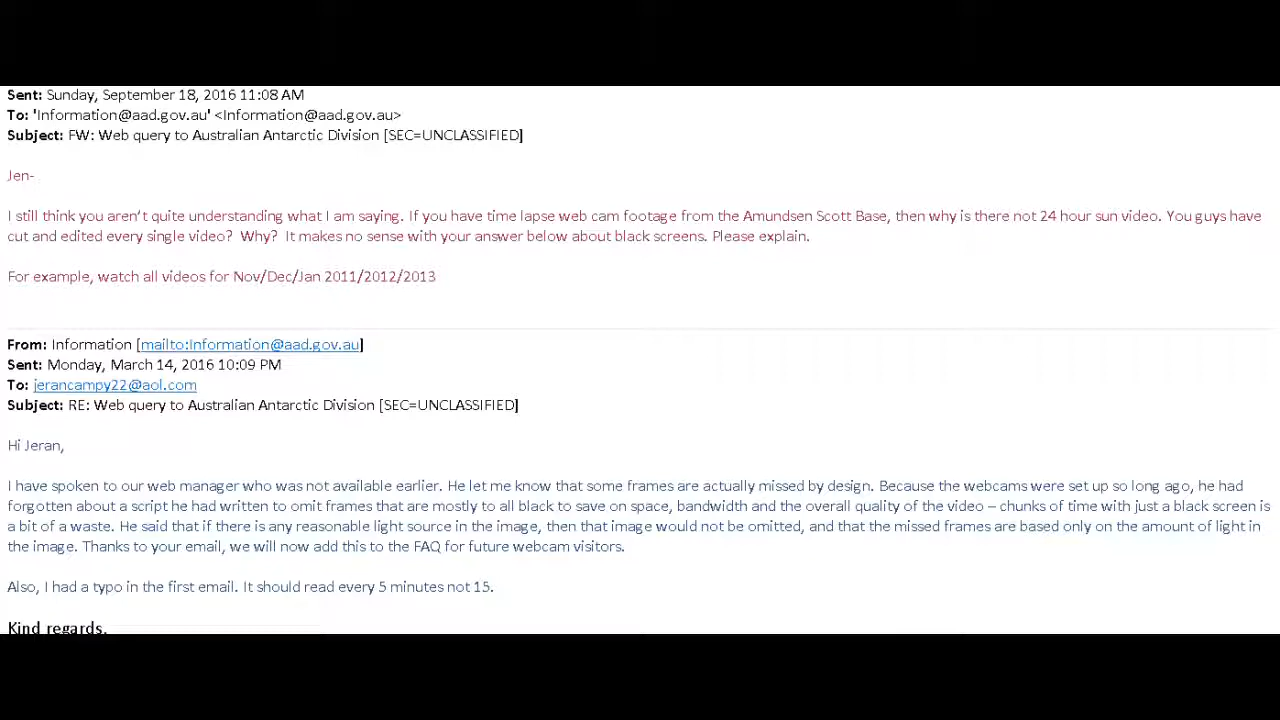 Sent: Sunday, September 18, 2016 11:08 AM
To: 'Information@aad.gov.au' <Information@aad.gov.au>
Subject: FW: Web query to Australian Antarctic Division [SEC=UNCLASSIFIED]
Jen-
I still think you aren't quite understanding what I am saying. If you have time lapse web cam footage from the Amundsen Scott Base, then why is there not 24 hour sun video. You guys have
cut and edited every single video? Why? It makes no sense with your answer below about black screens. Please explain.
For example, watch all videos for Nov/Dec/Jan 2011/2012/2013
From: Information [mailto:Information@aad.gov.au]
Sent: Monday, March 14, 2016 10:09 PM
To: jerancampy22@aol.com
Subject: RE: Web query to Australian Antarctic Division [SEC=UNCLASSIFIED]
Hi Jeran,
I have spoken to our web manager who was not available earlier. He let me know that some frames are actually missed by design. Because the webcams were set up so long ago, he had
forgotten about a script he had written to omit frames that are mostly to all black to save on space, bandwidth and the overall quality of the video – chunks of time with just a black screen is
a bit of a waste. He said that if there is any reasonable light source in the image, then that image would not be omitted, and that the missed frames are based only on the amount of light in
the image. Thanks to your email, we will now add this to the FAQ for future webcam visitors.
Also, I had a typo in the first email. It should read every 5 minutes not 15.
Kind regards,